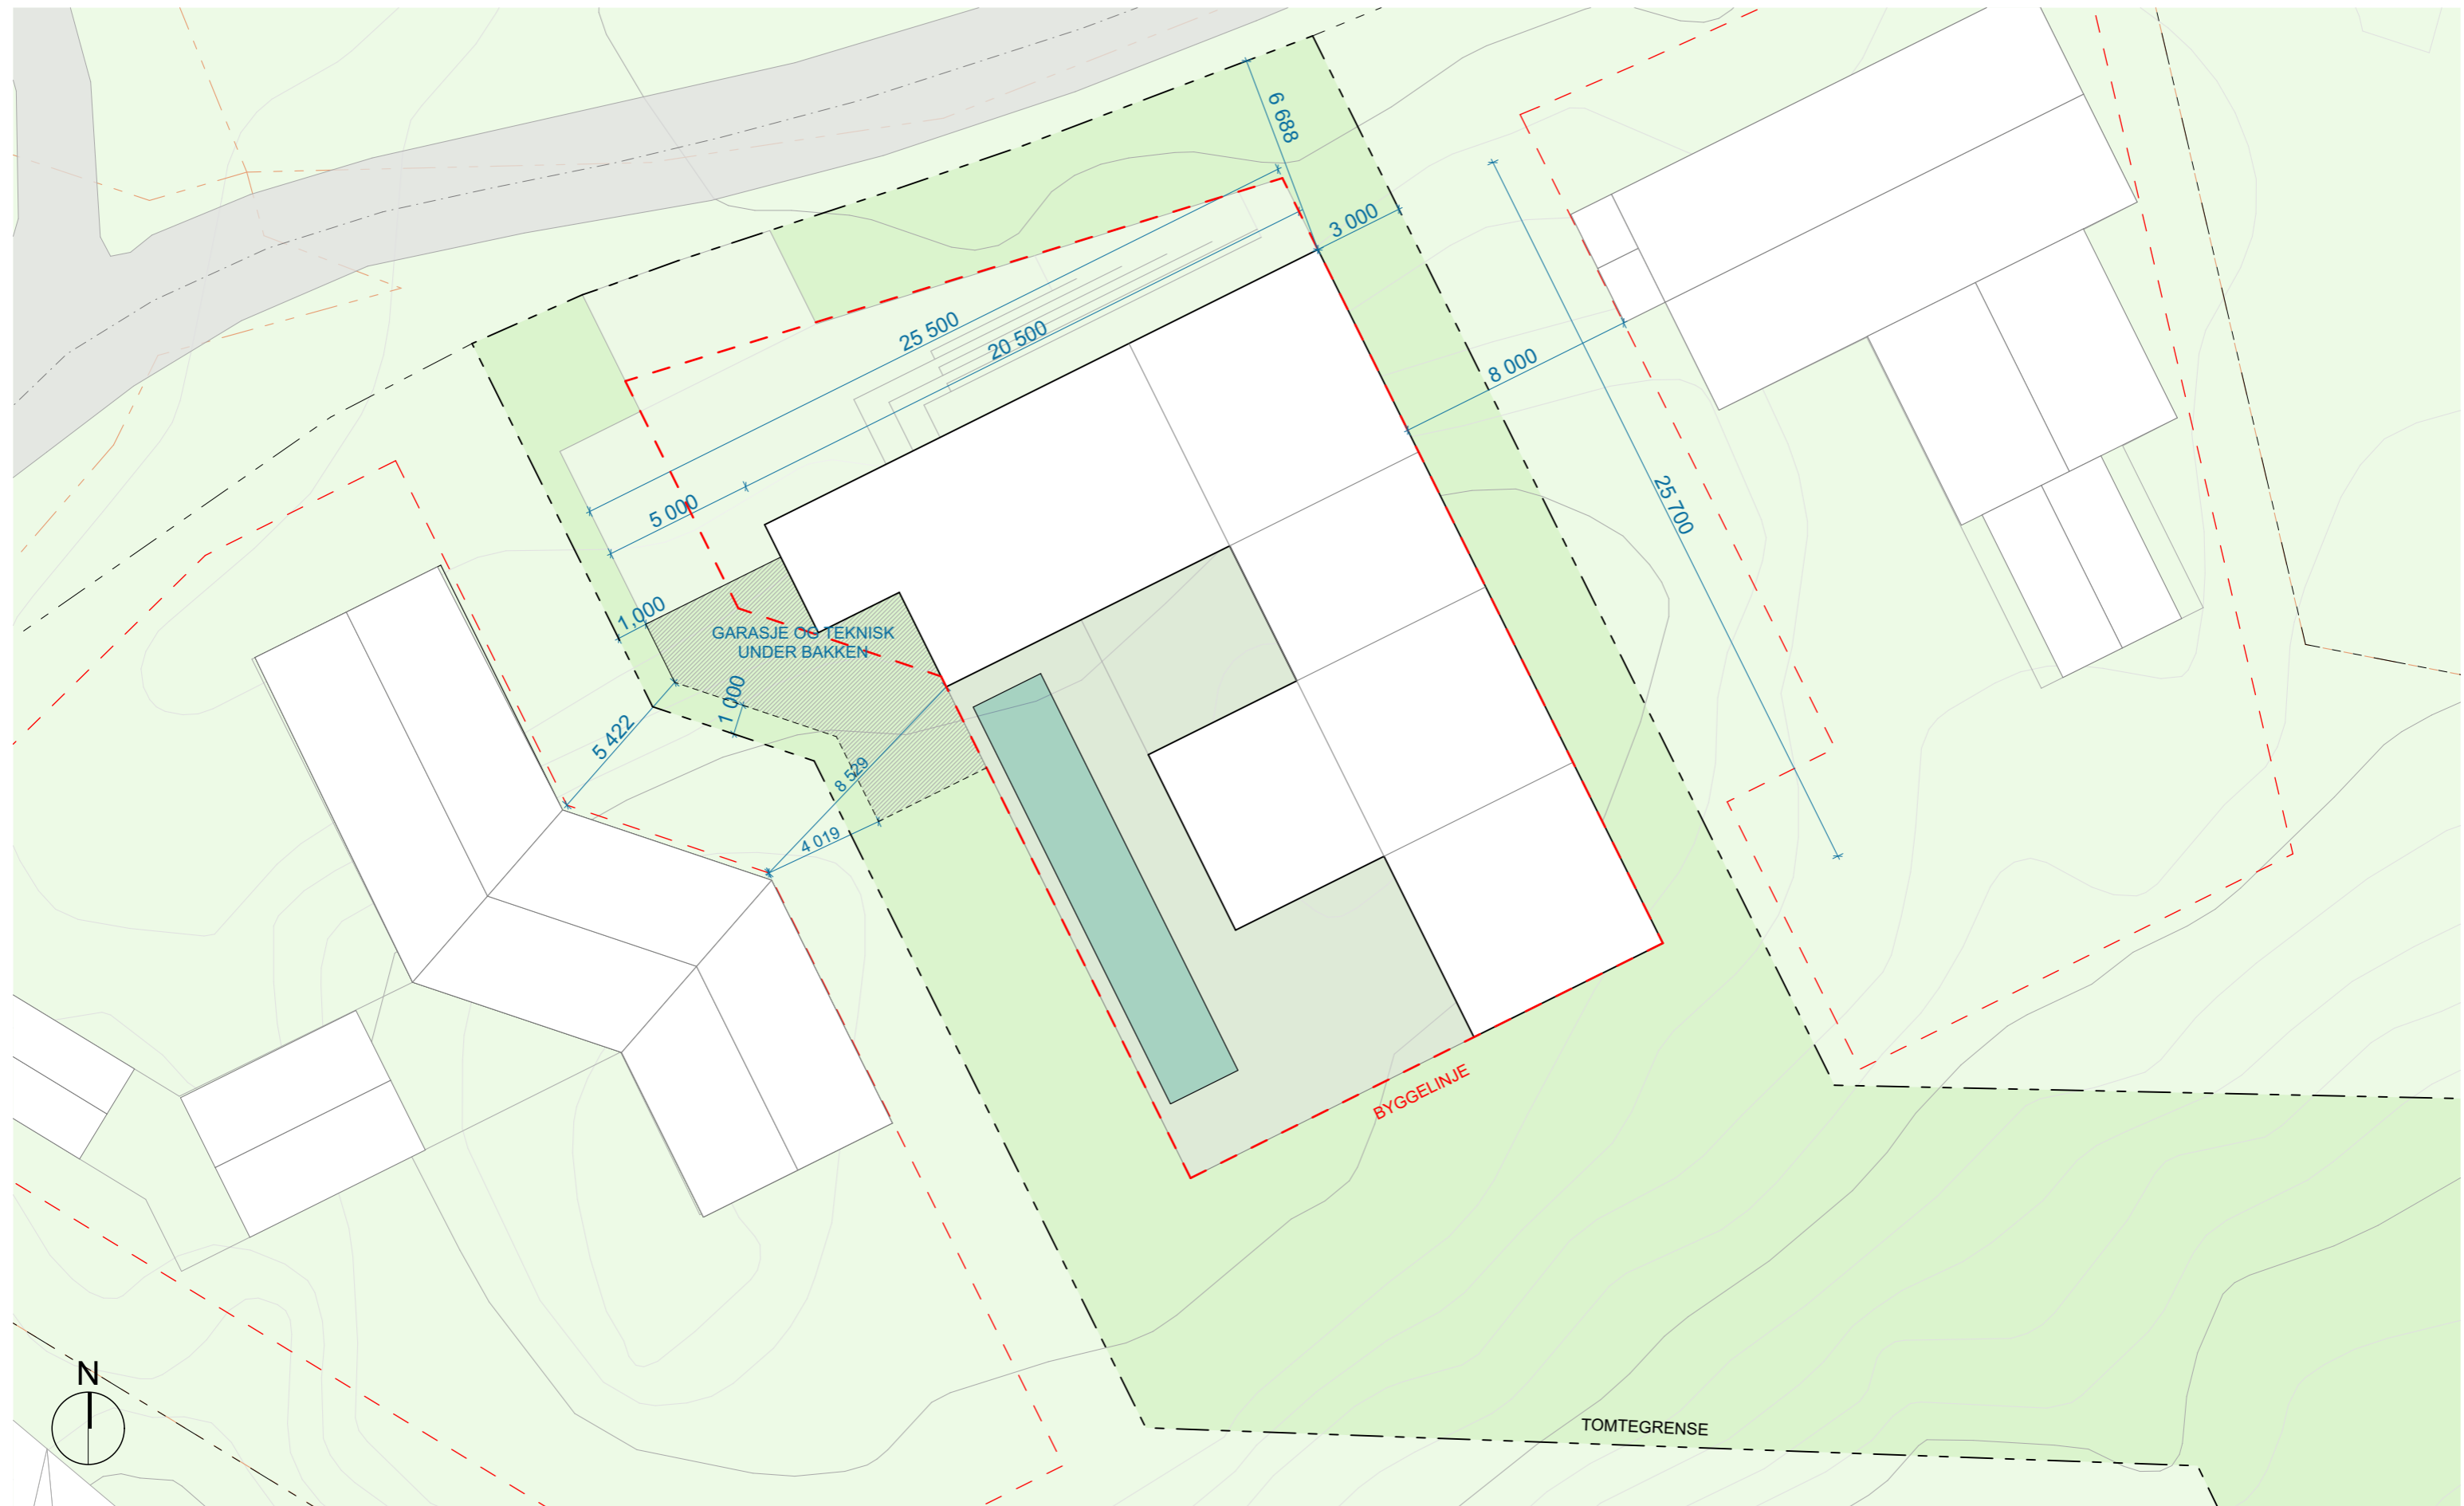 6 688
3 000
25 500
20 500
8 000
5 000
25 700
1,000
GARASJE OG TEKNISK
UNDER BAKKEN
1 000
5 422
8 529
4 019
BYGGELINJE
N
TOMTEGRENSE